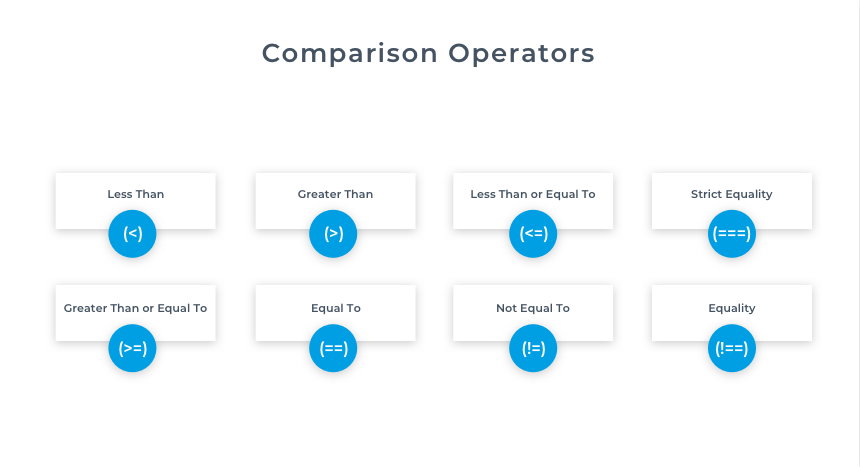 Comparison Operators
Less Than
(<)
Greater Than
(>)
Less Than or Equal To
(<=)
Strict Equality
(===)
Greater Than or Equal To
(>=)
Equal To
(==)
Not Equal To
(!=)
Equality
(!==)